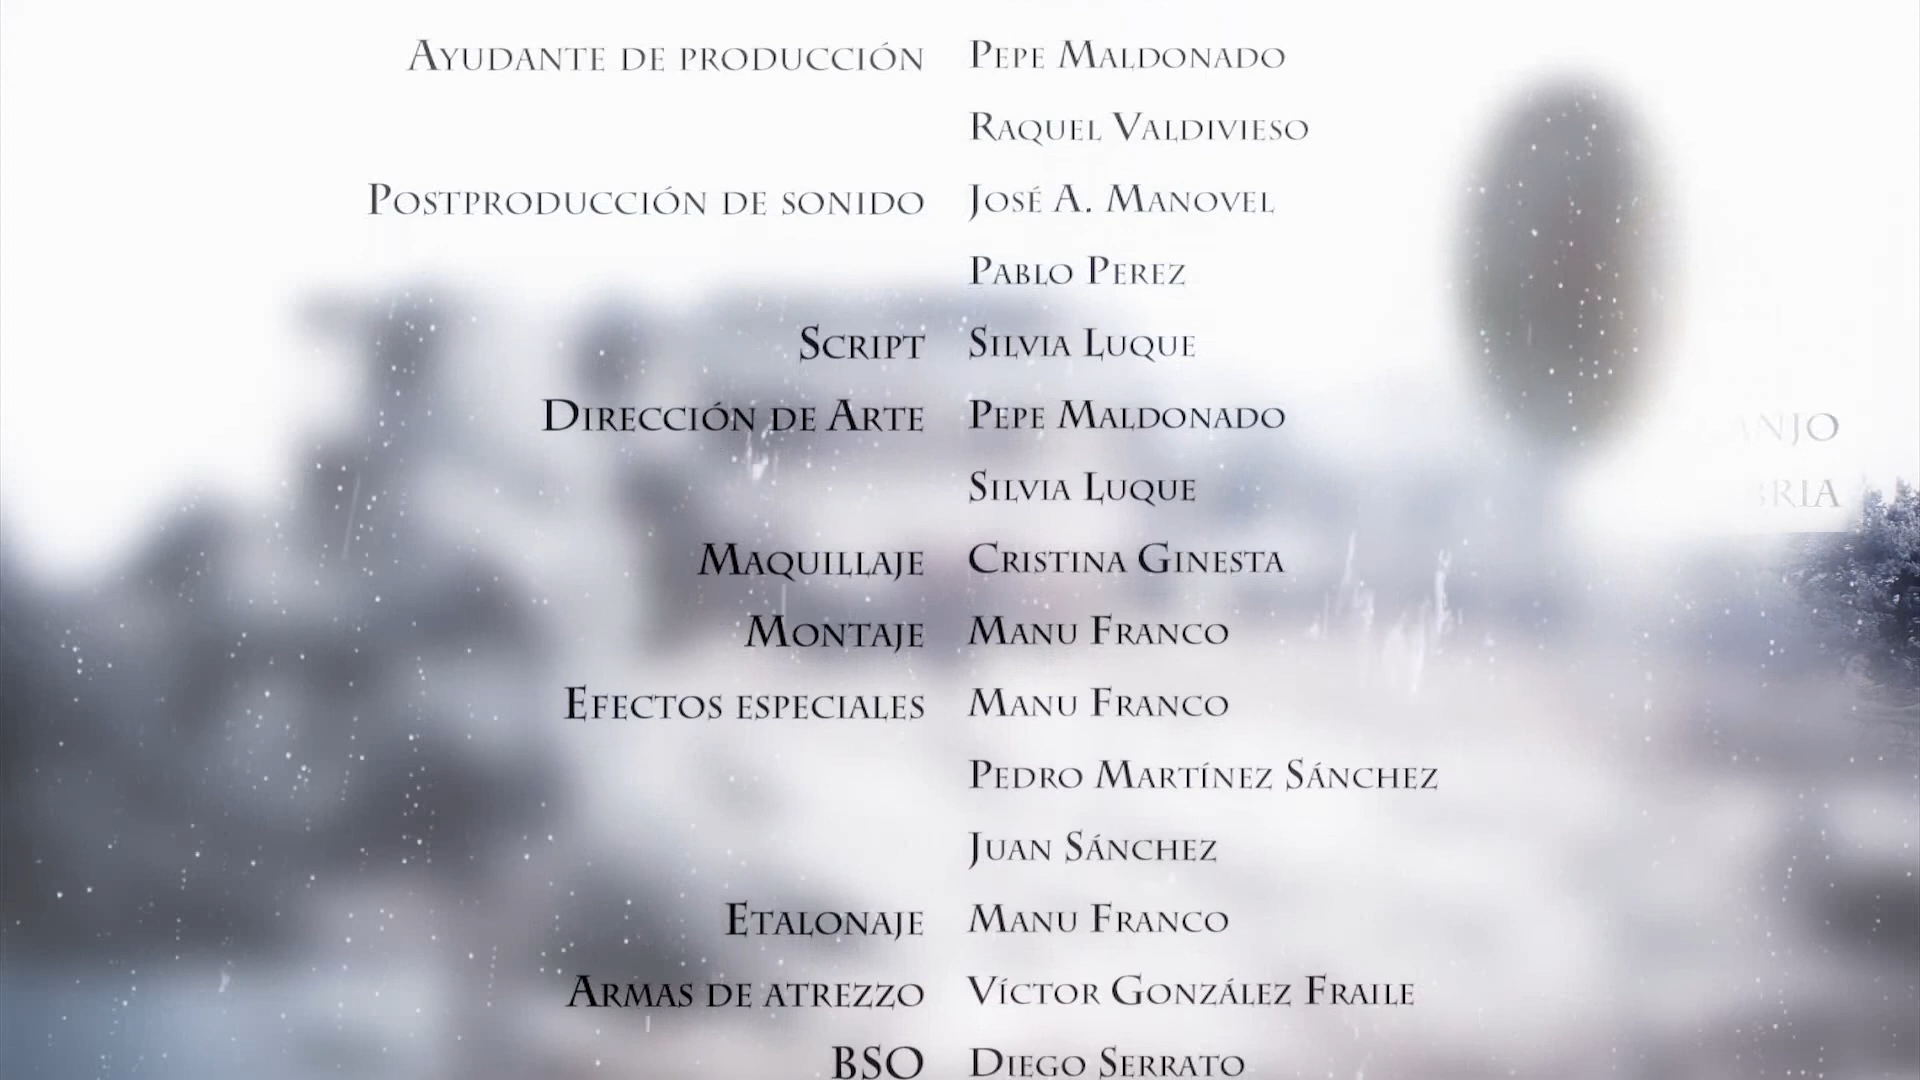 Ayudante de producción Pepe Maldonado
Raquel Valdivieso
Postproducción de sonido José A. Manovel
Pablo Perez
Script Silvia Luque
Dirección de Arte Pepe Maldonado
Silvia Luque
Maquillaje Cristina Ginesta
Montaje Manu Franco
Efectos especiales Manu Franco
Pedro Martínez Sánchez
Juan Sánchez
Etalonaje Manu Franco
Armas de atrezzo Víctor González Fraile
BSO Diego Serrato